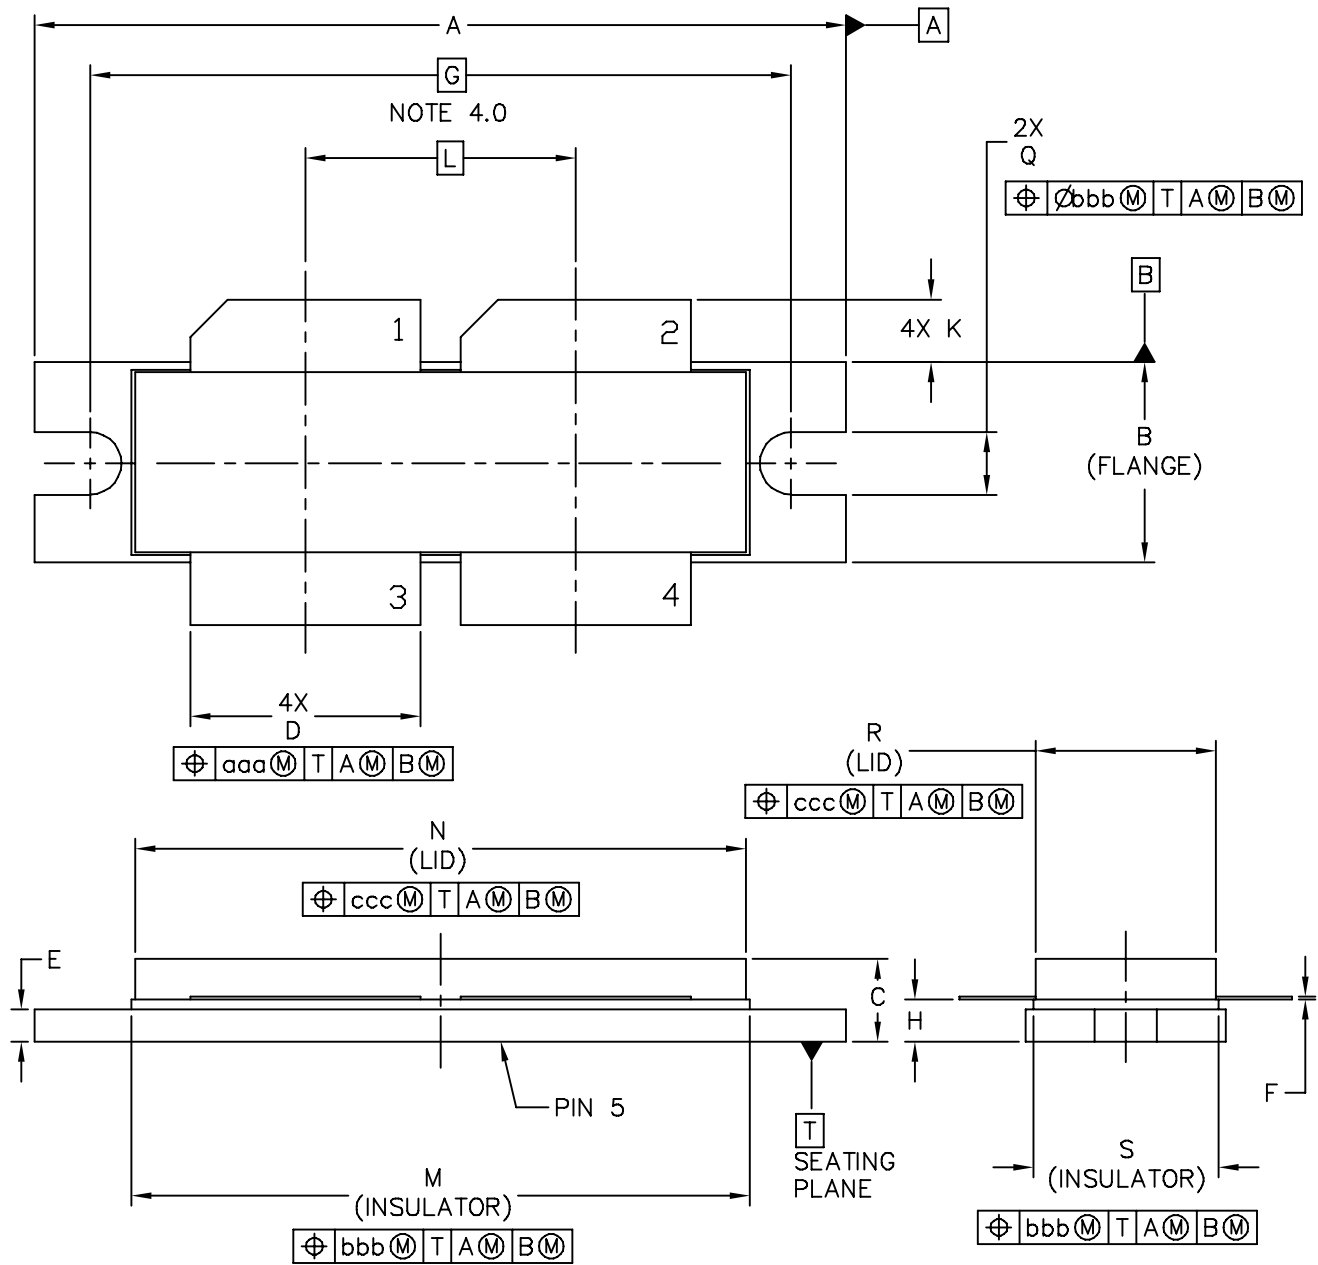 A
A
G
NOTE 4.0
L
2X
Q
⌖ Øbbb Ⓜ T A Ⓜ B Ⓜ
B
4X K
1
2
B
(FLANGE)
3
4
4X
D
⌖ aaa Ⓜ T A Ⓜ B Ⓜ
R
(LID)
⌖ ccc Ⓜ T A Ⓜ B Ⓜ
N
(LID)
⌖ ccc Ⓜ T A Ⓜ B Ⓜ
E
C
H
F
PIN 5
T
SEATING
PLANE
M
(INSULATOR)
⌖ bbb Ⓜ T A Ⓜ B Ⓜ
S
(INSULATOR)
⌖ bbb Ⓜ T A Ⓜ B Ⓜ